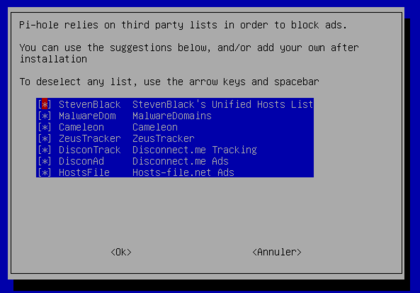 Pi-hole relies on third party lists in order to block ads.
You can use the suggestions below, and/or add your own after
installation
To deselect any list, use the arrow keys and spacebar
[*] StevenBlack StevenBlack's Unified Hosts List
[*] MalwareDom MalwareDomains
[*] Cameleon Cameleon
[*] ZeusTracker ZeusTracker
[*] DisconTrack Disconnect.me Tracking
[*] DisconAd Disconnect.me Ads
[*] HostsFile Hosts-file.net Ads
<Ok> <Annuler>